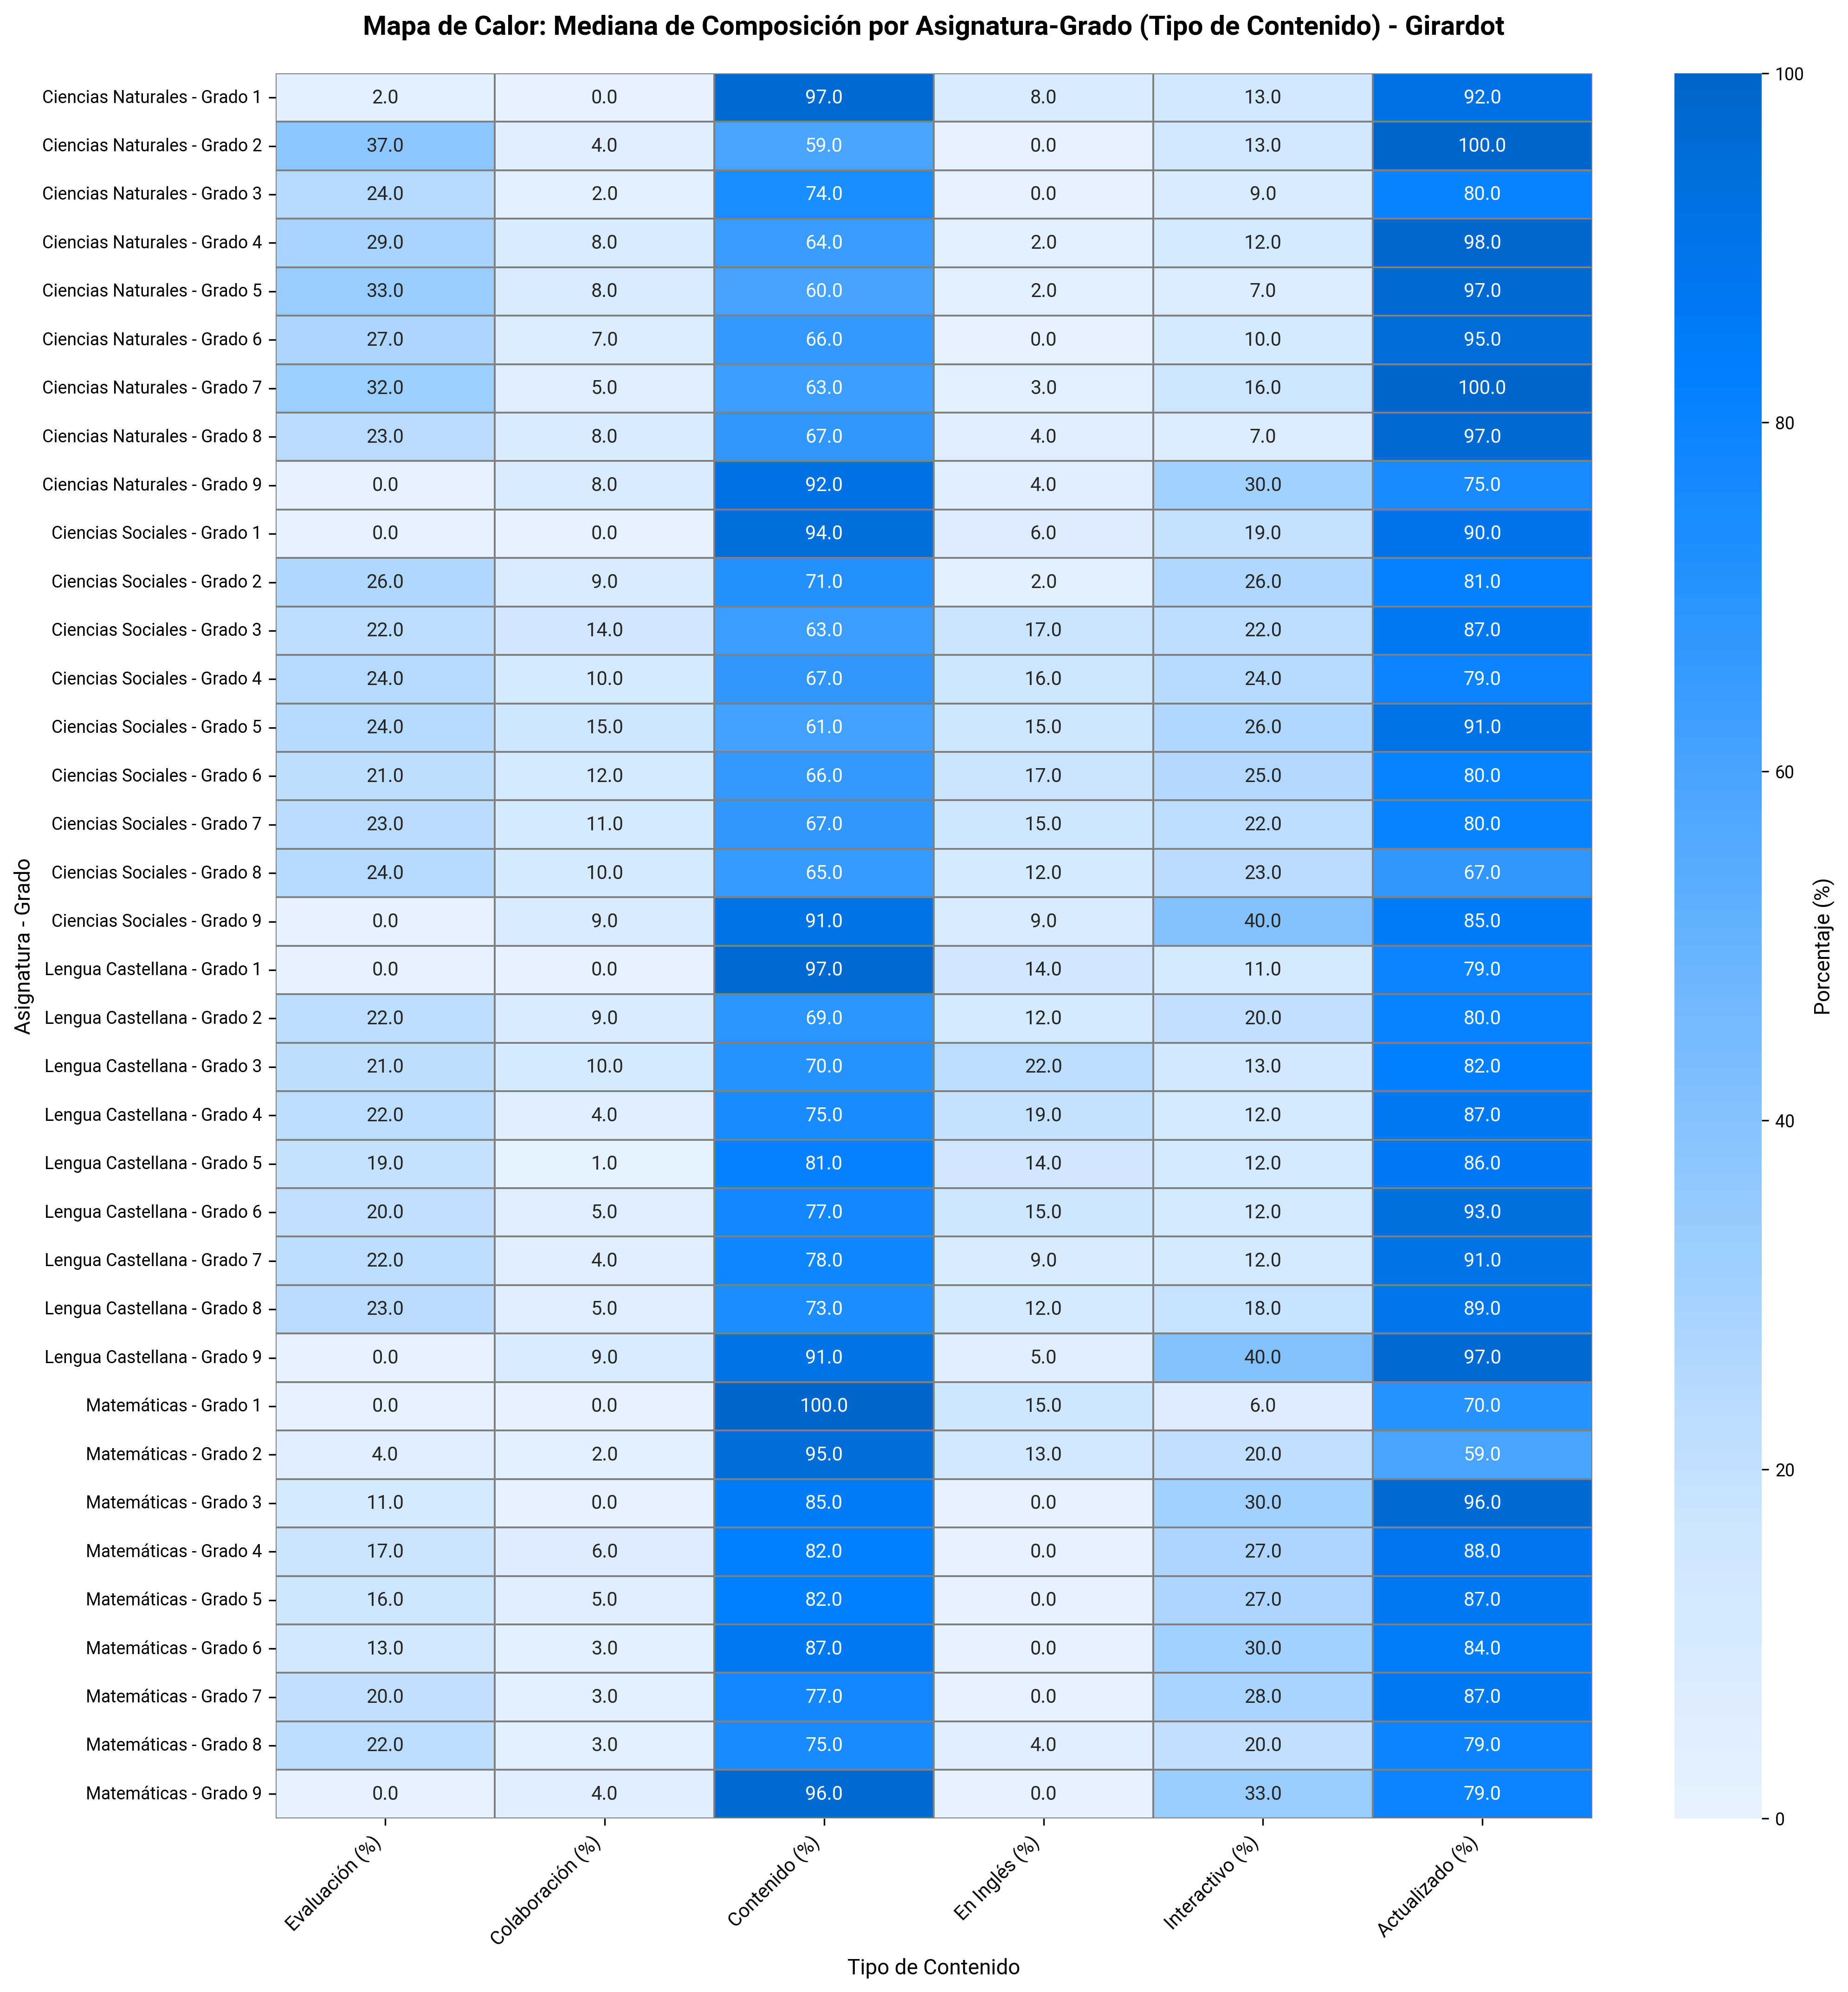 Mapa de Calor: Mediana de Composición por Asignatura-Grado (Tipo de Contenido) - Girardot
Ciencias Naturales - Grado 1 2.0 0.0 97.0 8.0 13.0 92.0
Ciencias Naturales - Grado 2 37.0 4.0 59.0 0.0 13.0 100.0
Ciencias Naturales - Grado 3 24.0 2.0 74.0 0.0 9.0 80.0
Ciencias Naturales - Grado 4 29.0 8.0 64.0 2.0 12.0 98.0
Ciencias Naturales - Grado 5 33.0 8.0 60.0 2.0 7.0 97.0
Ciencias Naturales - Grado 6 27.0 7.0 66.0 0.0 10.0 95.0
Ciencias Naturales - Grado 7 32.0 5.0 63.0 3.0 16.0 100.0
Ciencias Naturales - Grado 8 23.0 8.0 67.0 4.0 7.0 97.0
Ciencias Naturales - Grado 9 0.0 8.0 92.0 4.0 30.0 75.0
Ciencias Sociales - Grado 1 0.0 0.0 94.0 6.0 19.0 90.0
Ciencias Sociales - Grado 2 26.0 9.0 71.0 2.0 26.0 81.0
Ciencias Sociales - Grado 3 22.0 14.0 63.0 17.0 22.0 87.0
Ciencias Sociales - Grado 4 24.0 10.0 67.0 16.0 24.0 79.0
Ciencias Sociales - Grado 5 24.0 15.0 61.0 15.0 26.0 91.0
Ciencias Sociales - Grado 6 21.0 12.0 66.0 17.0 25.0 80.0
Ciencias Sociales - Grado 7 23.0 11.0 67.0 15.0 22.0 80.0
Ciencias Sociales - Grado 8 24.0 10.0 65.0 12.0 23.0 67.0
Ciencias Sociales - Grado 9 0.0 9.0 91.0 9.0 40.0 85.0
Lengua Castellana - Grado 1 0.0 0.0 97.0 14.0 11.0 79.0
Lengua Castellana - Grado 2 22.0 9.0 69.0 12.0 20.0 80.0
Lengua Castellana - Grado 3 21.0 10.0 70.0 22.0 13.0 82.0
Lengua Castellana - Grado 4 22.0 4.0 75.0 19.0 12.0 87.0
Lengua Castellana - Grado 5 19.0 1.0 81.0 14.0 12.0 86.0
Lengua Castellana - Grado 6 20.0 5.0 77.0 15.0 12.0 93.0
Lengua Castellana - Grado 7 22.0 4.0 78.0 9.0 12.0 91.0
Lengua Castellana - Grado 8 23.0 5.0 73.0 12.0 18.0 89.0
Lengua Castellana - Grado 9 0.0 9.0 91.0 5.0 40.0 97.0
Matemáticas - Grado 1 0.0 0.0 100.0 15.0 6.0 70.0
Matemáticas - Grado 2 4.0 2.0 95.0 13.0 20.0 59.0
Matemáticas - Grado 3 11.0 0.0 85.0 0.0 30.0 96.0
Matemáticas - Grado 4 17.0 6.0 82.0 0.0 27.0 88.0
Matemáticas - Grado 5 16.0 5.0 82.0 0.0 27.0 87.0
Matemáticas - Grado 6 13.0 3.0 87.0 0.0 30.0 84.0
Matemáticas - Grado 7 20.0 3.0 77.0 0.0 28.0 87.0
Matemáticas - Grado 8 22.0 3.0 75.0 4.0 20.0 79.0
Matemáticas - Grado 9 0.0 4.0 96.0 0.0 33.0 79.0
Evaluación (%) Colaboración (%) Contenido (%) En Inglés (%) Interactivo (%) Actualizado (%)
Tipo de Contenido
Asignatura - Grado
100
80
60
40
20
0
Porcentaje (%)